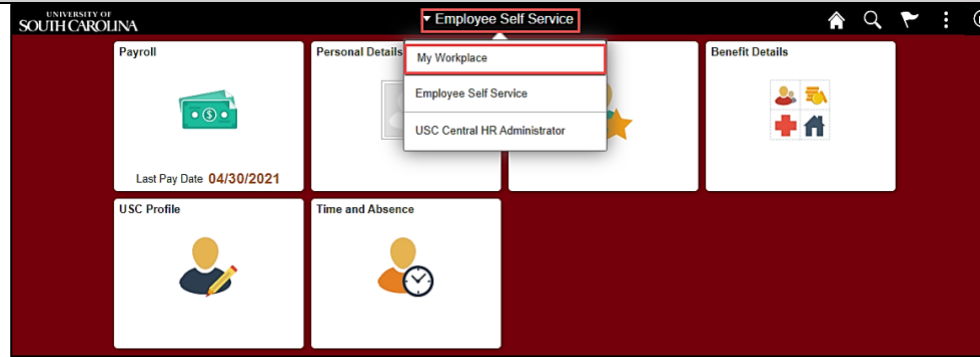 UNIVERSITY OF
SOUTH CAROLINA
Employee Self Service
Payroll
Personal Details
My Workplace
Employee Self Service
USC Central HR Administrator
Benefit Details
Last Pay Date 04/30/2021
USC Profile
Time and Absence